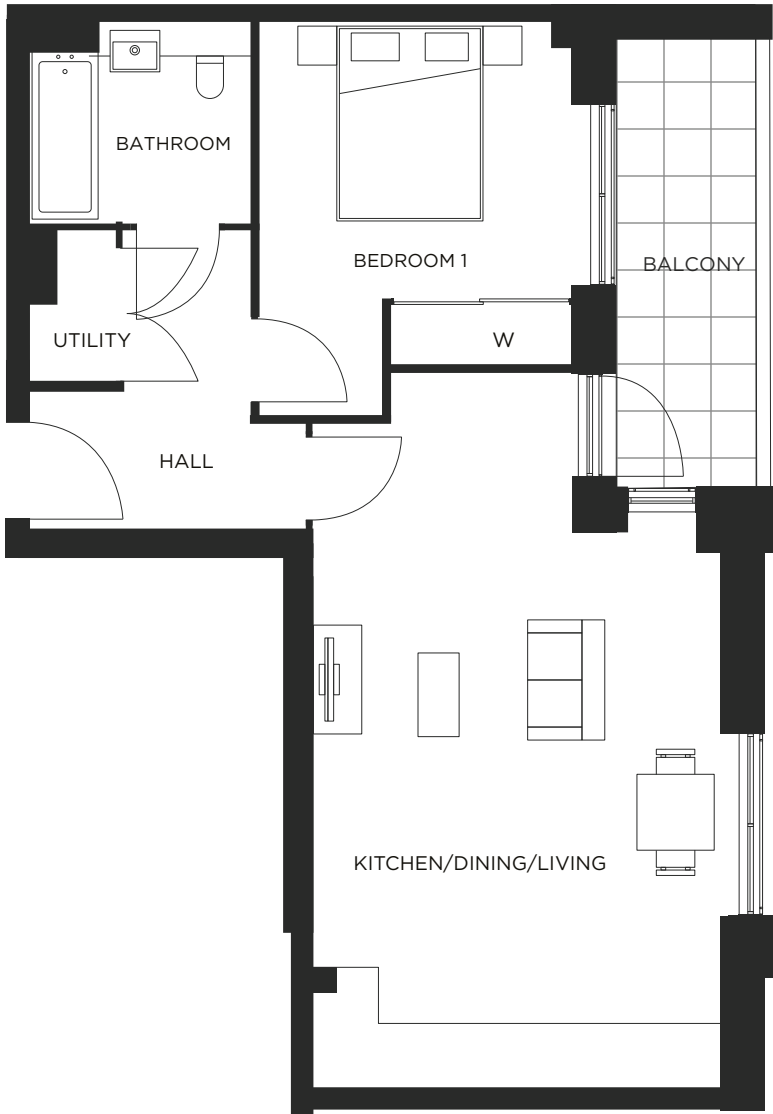 BATHROOM
BEDROOM 1
BALCONY
UTILITY
W
HALL
KITCHEN/DINING/LIVING